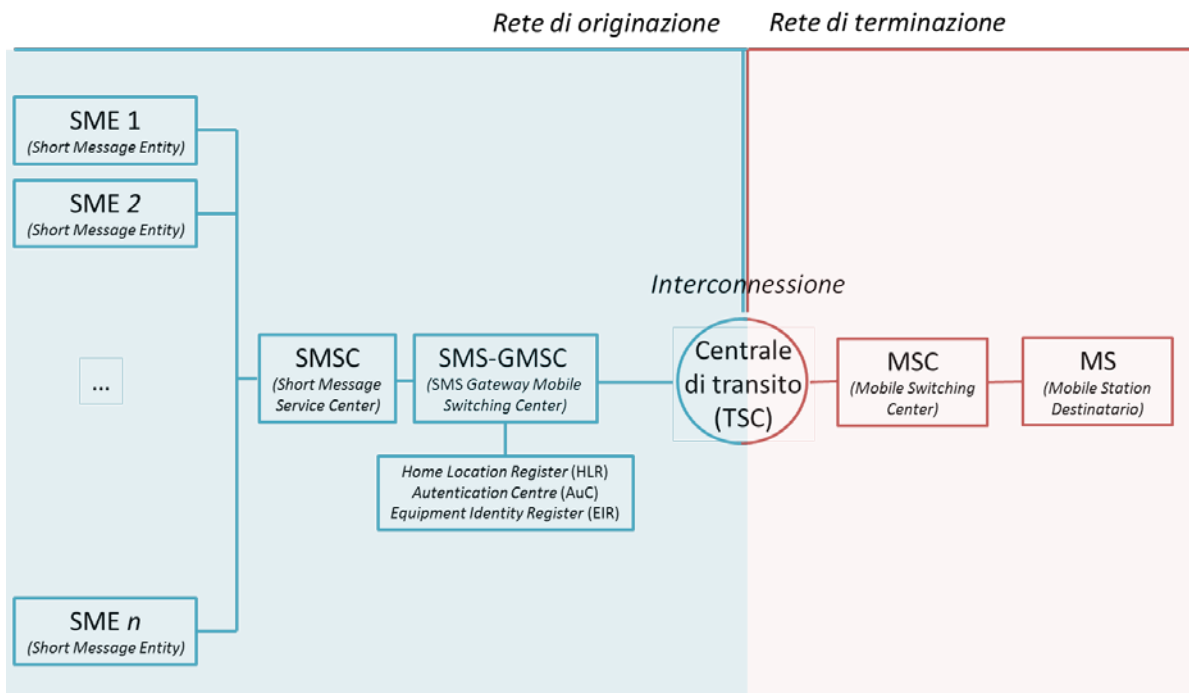 Rete di originazione
Rete di terminazione
SME 1
(Short Message Entity)
SME 2
(Short Message Entity)
...
SME n
(Short Message Entity)
SMSC
(Short Message
Service Center)
SMS-GMSC
(SMS Gateway Mobile
Switching Center)
Home Location Register (HLR)
Autentication Centre (AuC)
Equipment Identity Register (EIR)
Interconnessione
Centrale
di transito
(TSC)
MSC
(Mobile Switching
Center)
MS
(Mobile Station
Destinatario)